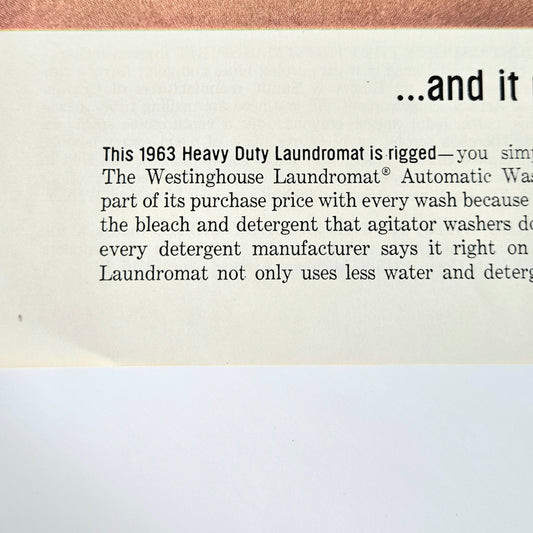 ...and it
This 1963 Heavy Duty Laundromat is rigged—you
The Westinghouse Laundromat® Automatic
part of its purchase price with every wash because
the bleach and detergent that agitator washers
every detergent manufacturer says it right on
Laundromat not only uses less water and